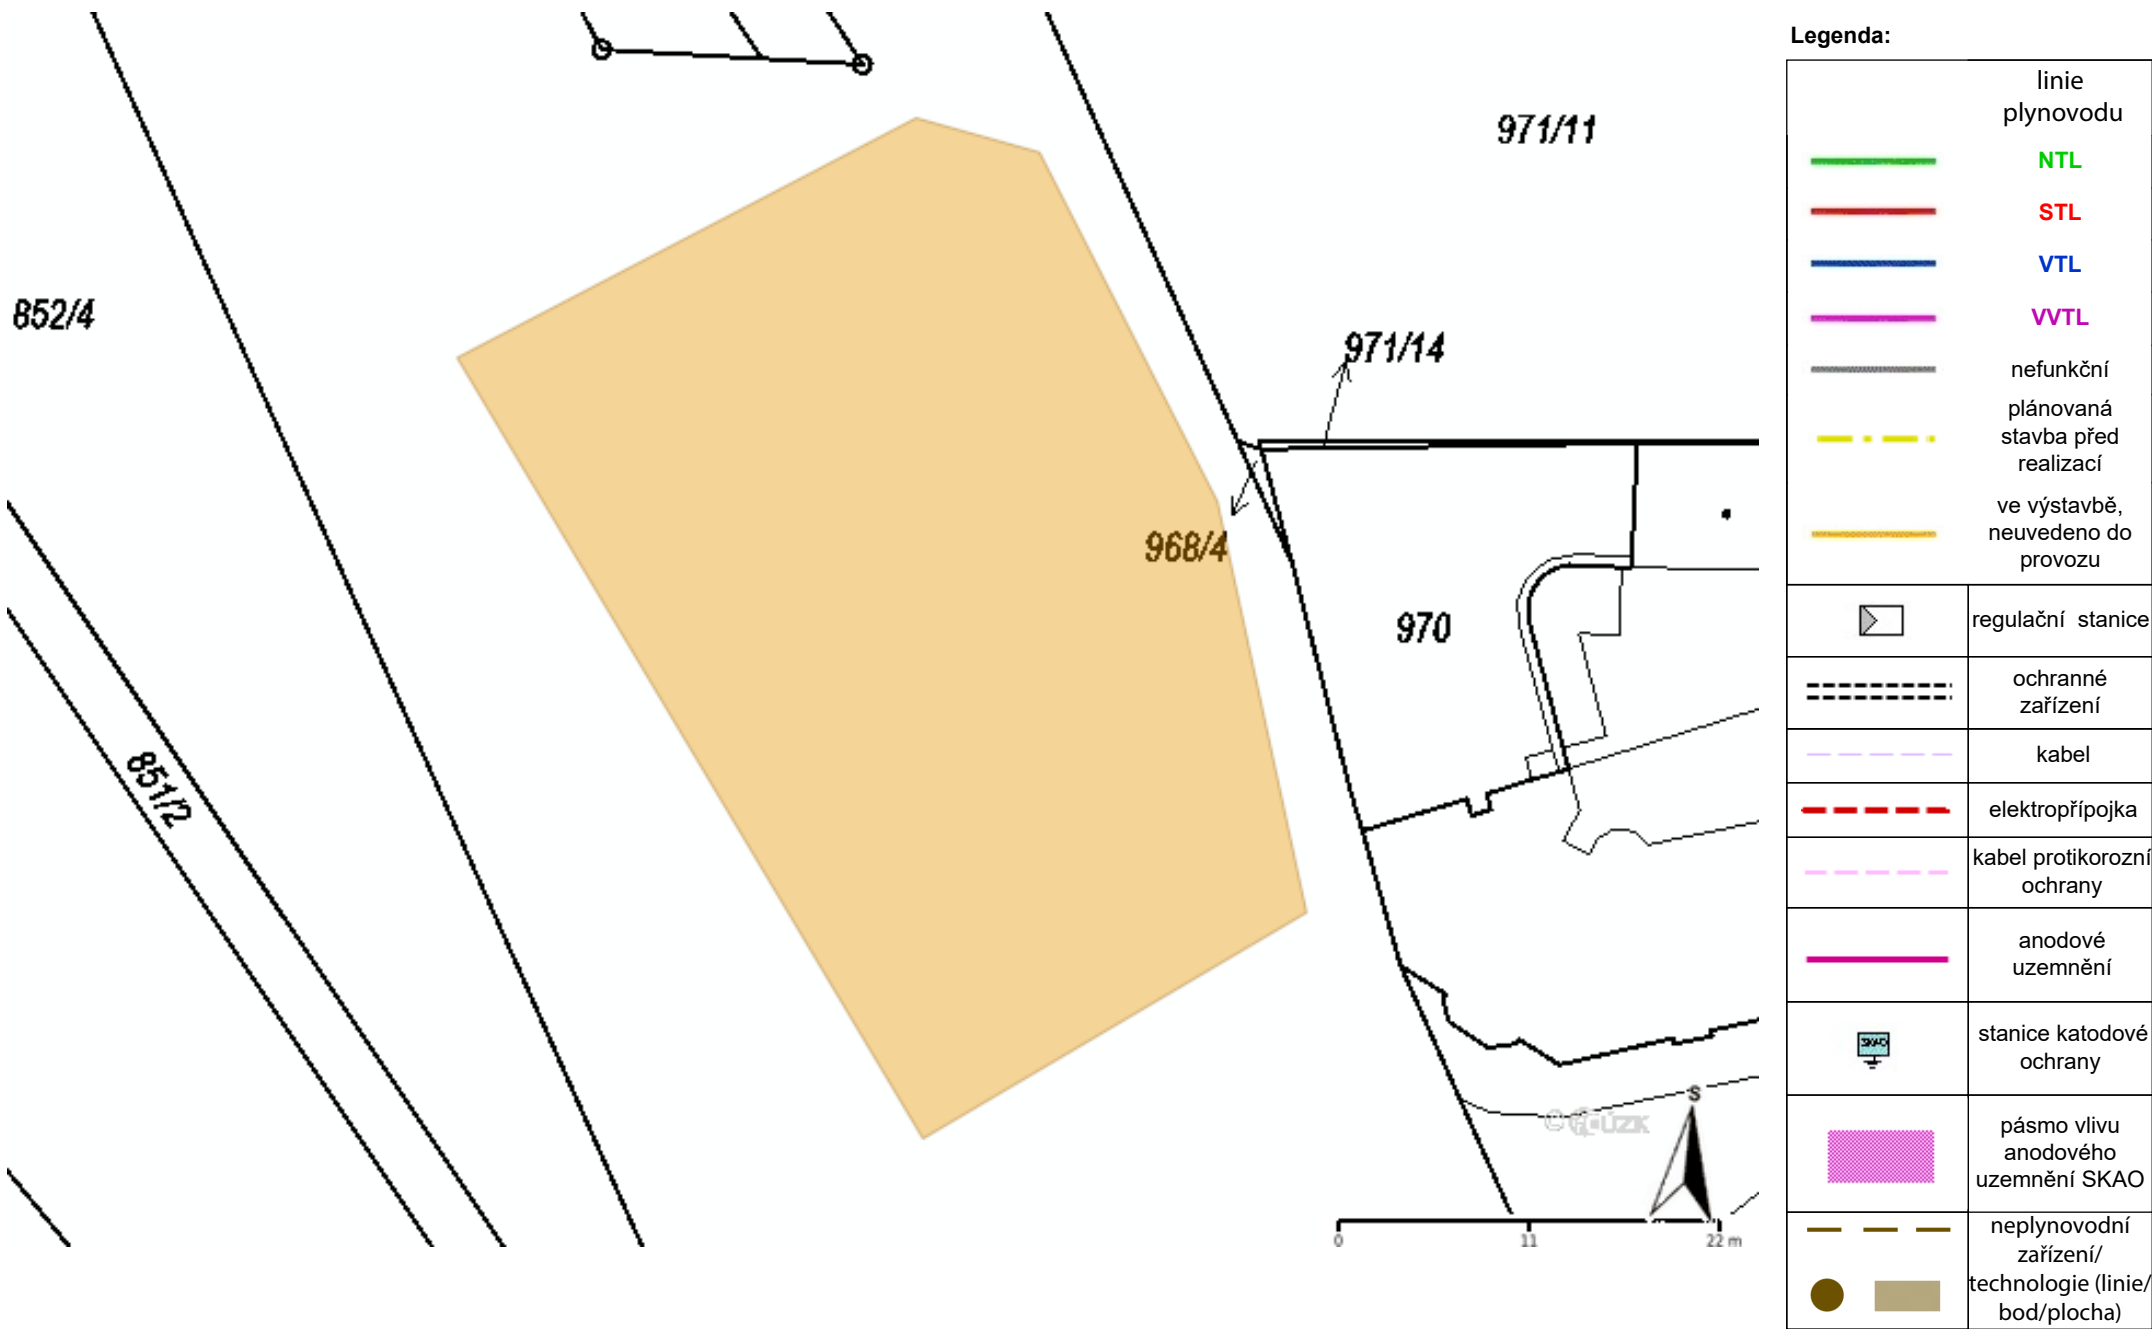 971/11
852/4
971/14
968/4
970
851/2
S
0 11 22 m
Legenda:
linie
plynovodu
NTL
STL
VTL
VVTL
nefunkční
plánovaná
stavba před
realizací
ve výstavbě,
neuvedeno do
provozu
regulační stanice
ochranné
zařízení
kabel
elektropřípojka
kabel protikorozní
ochrany
anodové
uzemnění
SKAO
stanice katodové
ochrany
pásmo vlivu
anodového
uzemnění SKAO
neplynovodní
zařízení/
technologie (linie/
bod/plocha)